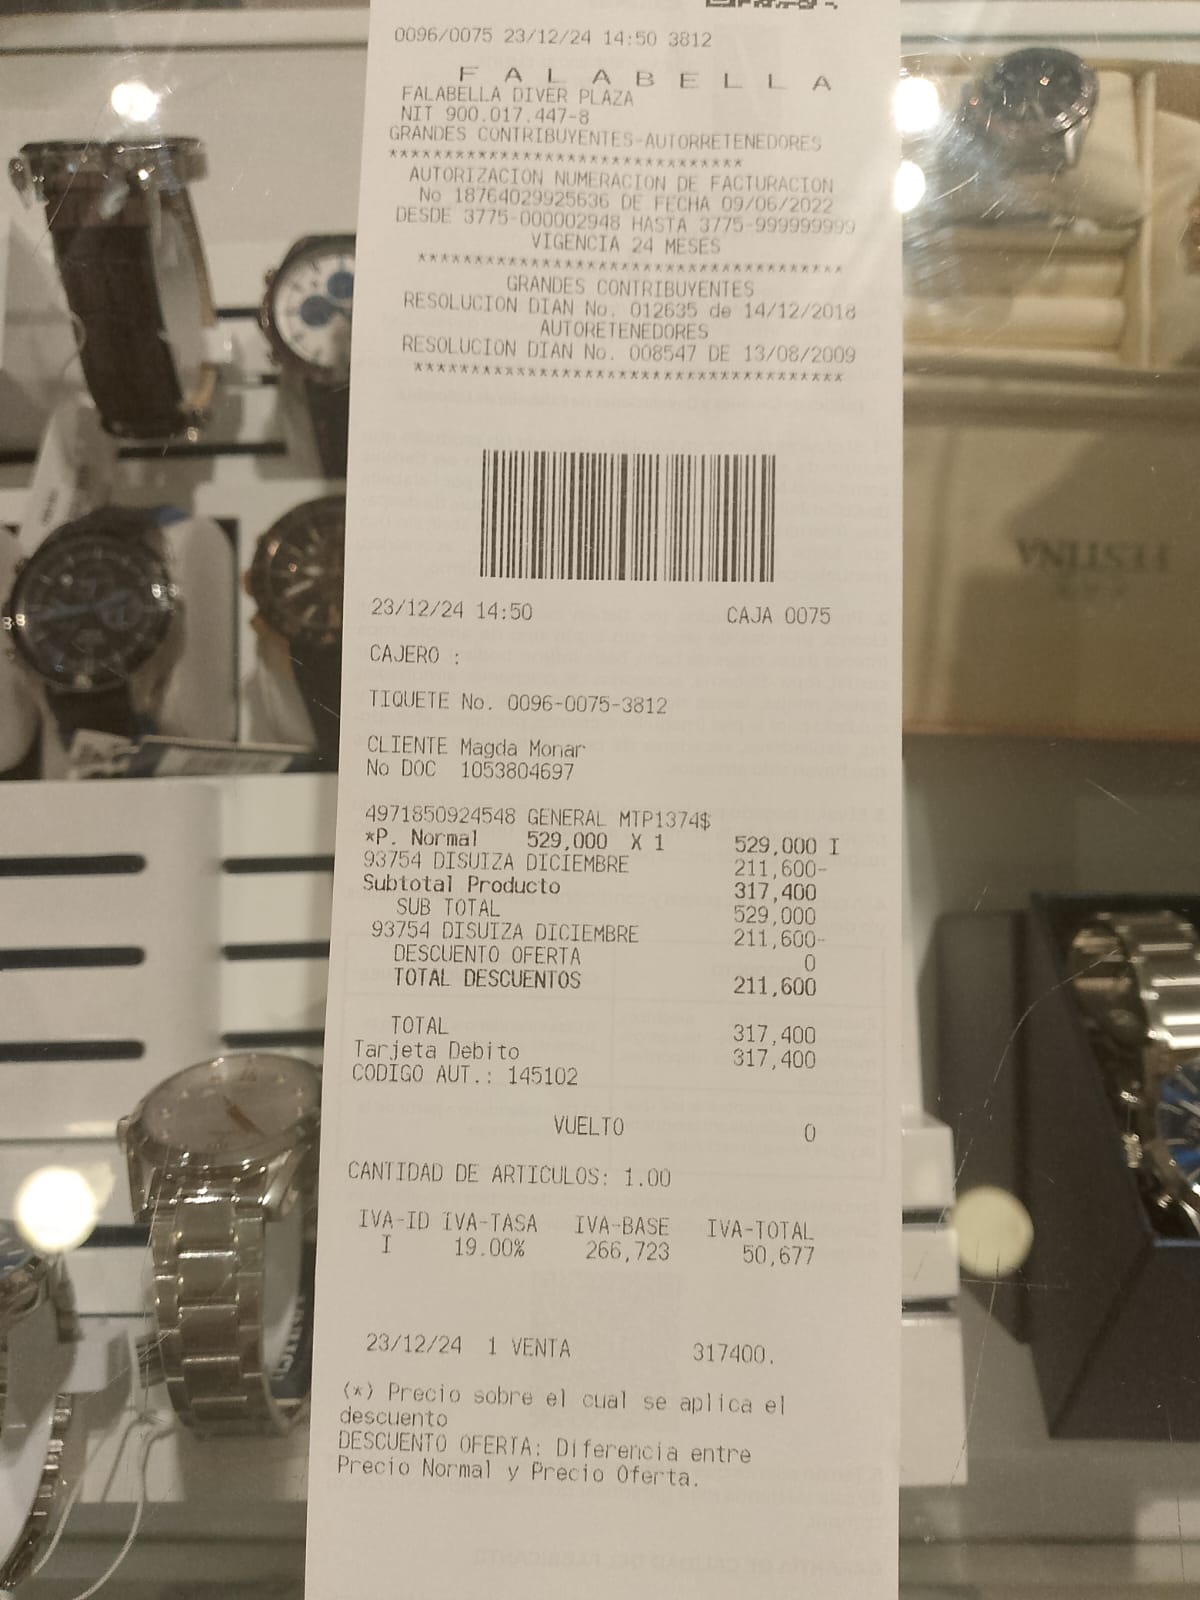 0096/0075 23/12/24 14:50 3812
F A L A B E L L A
FALABELLA DIVER PLAZA
NIT 900.017.447-8
GRANDES CONTRIBUYENTES-AUTORRETENEDORES
*******************************
AUTORIZACION NUMERACION DE FACTURACION
No 18764029925636 DE FECHA 09/06/2022
DESDE 3775-000002948 HASTA 3775-999999999
VIGENCIA 24 MESES
*************************************
GRANDES CONTRIBUYENTES
RESOLUCION DIAN No. 012635 de 14/12/2018
AUTORETENEDORES
RESOLUCION DIAN No. 008547 DE 13/08/2009
*************************************
FESTINA
23/12/24 14:50 CAJA 0075
CAJERO :
TIQUETE No. 0096-0075-3812
CLIENTE Magda Monar
No DOC 1053804697
4971850924548 GENERAL MTP1374$
*P. Normal 529,000 X 1 529,000 I
93754 DISUIZA DICIEMBRE 211,600-
Subtotal Producto 317,400
SUB TOTAL 529,000
93754 DISUIZA DICIEMBRE 211,600-
DESCUENTO OFERTA 0
TOTAL DESCUENTOS 211,600
TOTAL 317,400
Tarjeta Debito 317,400
CODIGO AUT.: 145102
VUELTO 0
CANTIDAD DE ARTICULOS: 1.00
IVA-ID IVA-TASA IVA-BASE IVA-TOTAL
I 19.00% 266,723 50,677
23/12/24 1 VENTA 317400.
(*) Precio sobre el cual se aplica el
descuento
DESCUENTO OFERTA: Diferencia entre
Precio Normal y Precio Oferta.